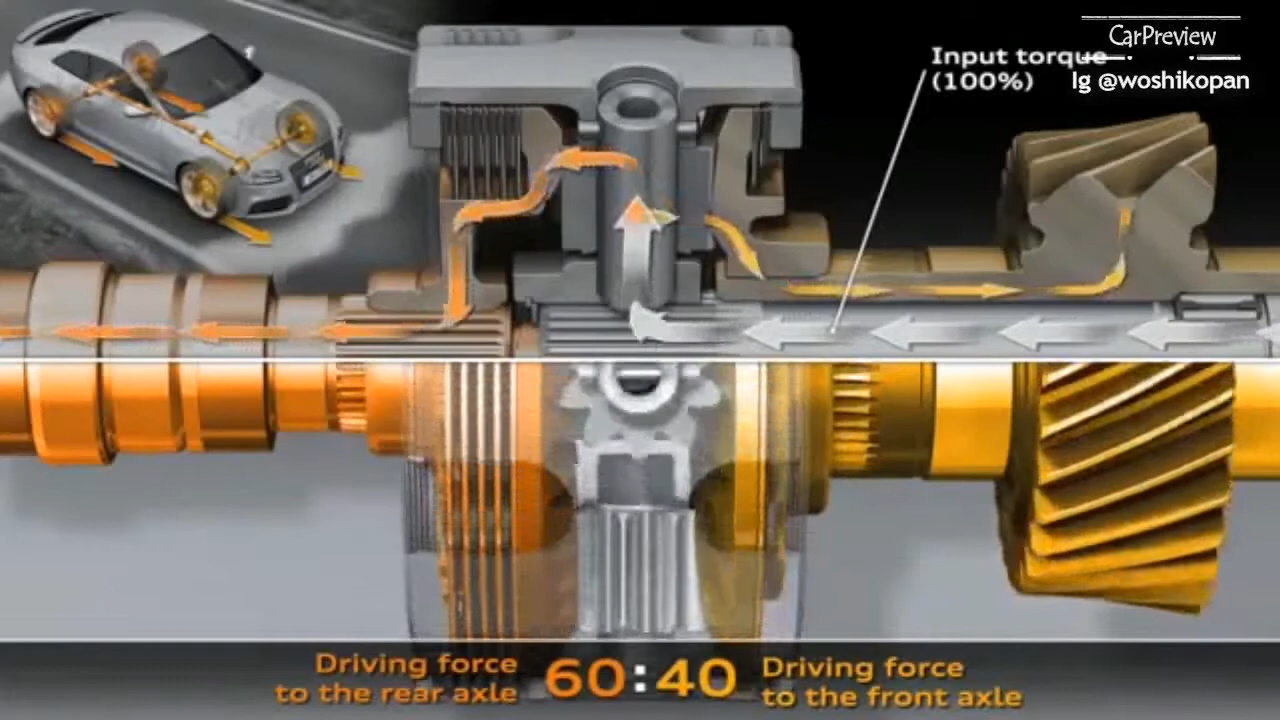 CarPreview
Input torque
(100%)
Ig @woshikopan
Driving force
to the rear axle
60:40
Driving force
to the front axle